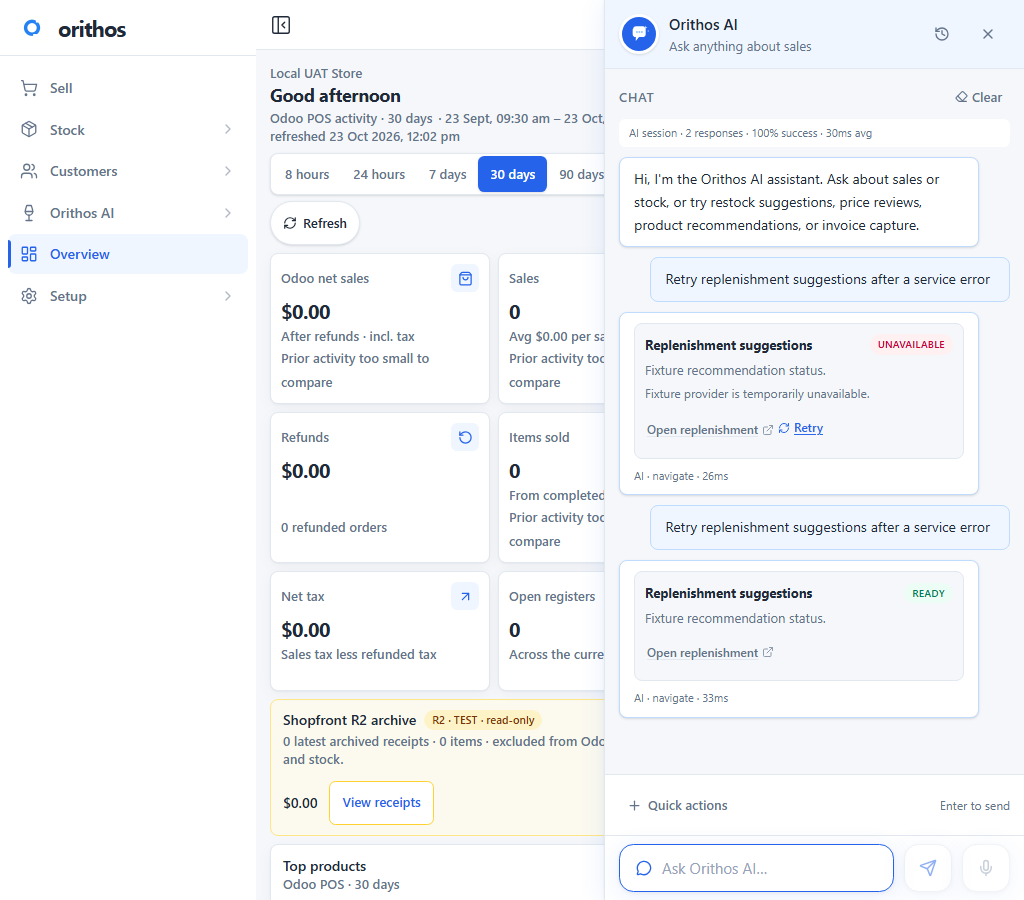 orithos
Sell
Stock
Customers
Orithos AI
Overview
Setup
Local UAT Store
Good afternoon
Odoo POS activity · 30 days · 23 Sept, 09:30 am – 23 Oct,
refreshed 23 Oct 2026, 12:02 pm
8 hours
24 hours
7 days
30 days
90 days
Refresh
Odoo net sales
$0.00
After refunds · incl. tax
Prior activity too small to
compare
Sales
0
Avg $0.00 per
Prior activity
compare
Refunds
$0.00
0 refunded orders
Items sold
0
From completed
Prior activity
compare
Net tax
$0.00
Sales tax less refunded tax
Open registers
0
Across the
Shopfront R2 archive
R2 · TEST · read-only
0 latest archived receipts · 0 items · excluded from
and stock.
$0.00
View receipts
Top products
Odoo POS · 30 days
Orithos AI
Ask anything about sales
CHAT
Clear
AI session · 2 responses · 100% success · 30ms avg
Hi, I'm the Orithos AI assistant. Ask about sales or
stock, or try restock suggestions, price reviews,
product recommendations, or invoice capture.
Retry replenishment suggestions after a service error
Replenishment suggestions
UNAVAILABLE
Fixture recommendation status.
Fixture provider is temporarily unavailable.
Open replenishment
Retry
AI · navigate · 26ms
Retry replenishment suggestions after a service error
Replenishment suggestions
READY
Fixture recommendation status.
Open replenishment
AI · navigate · 33ms
Quick actions
Enter to send
Ask Orithos AI...